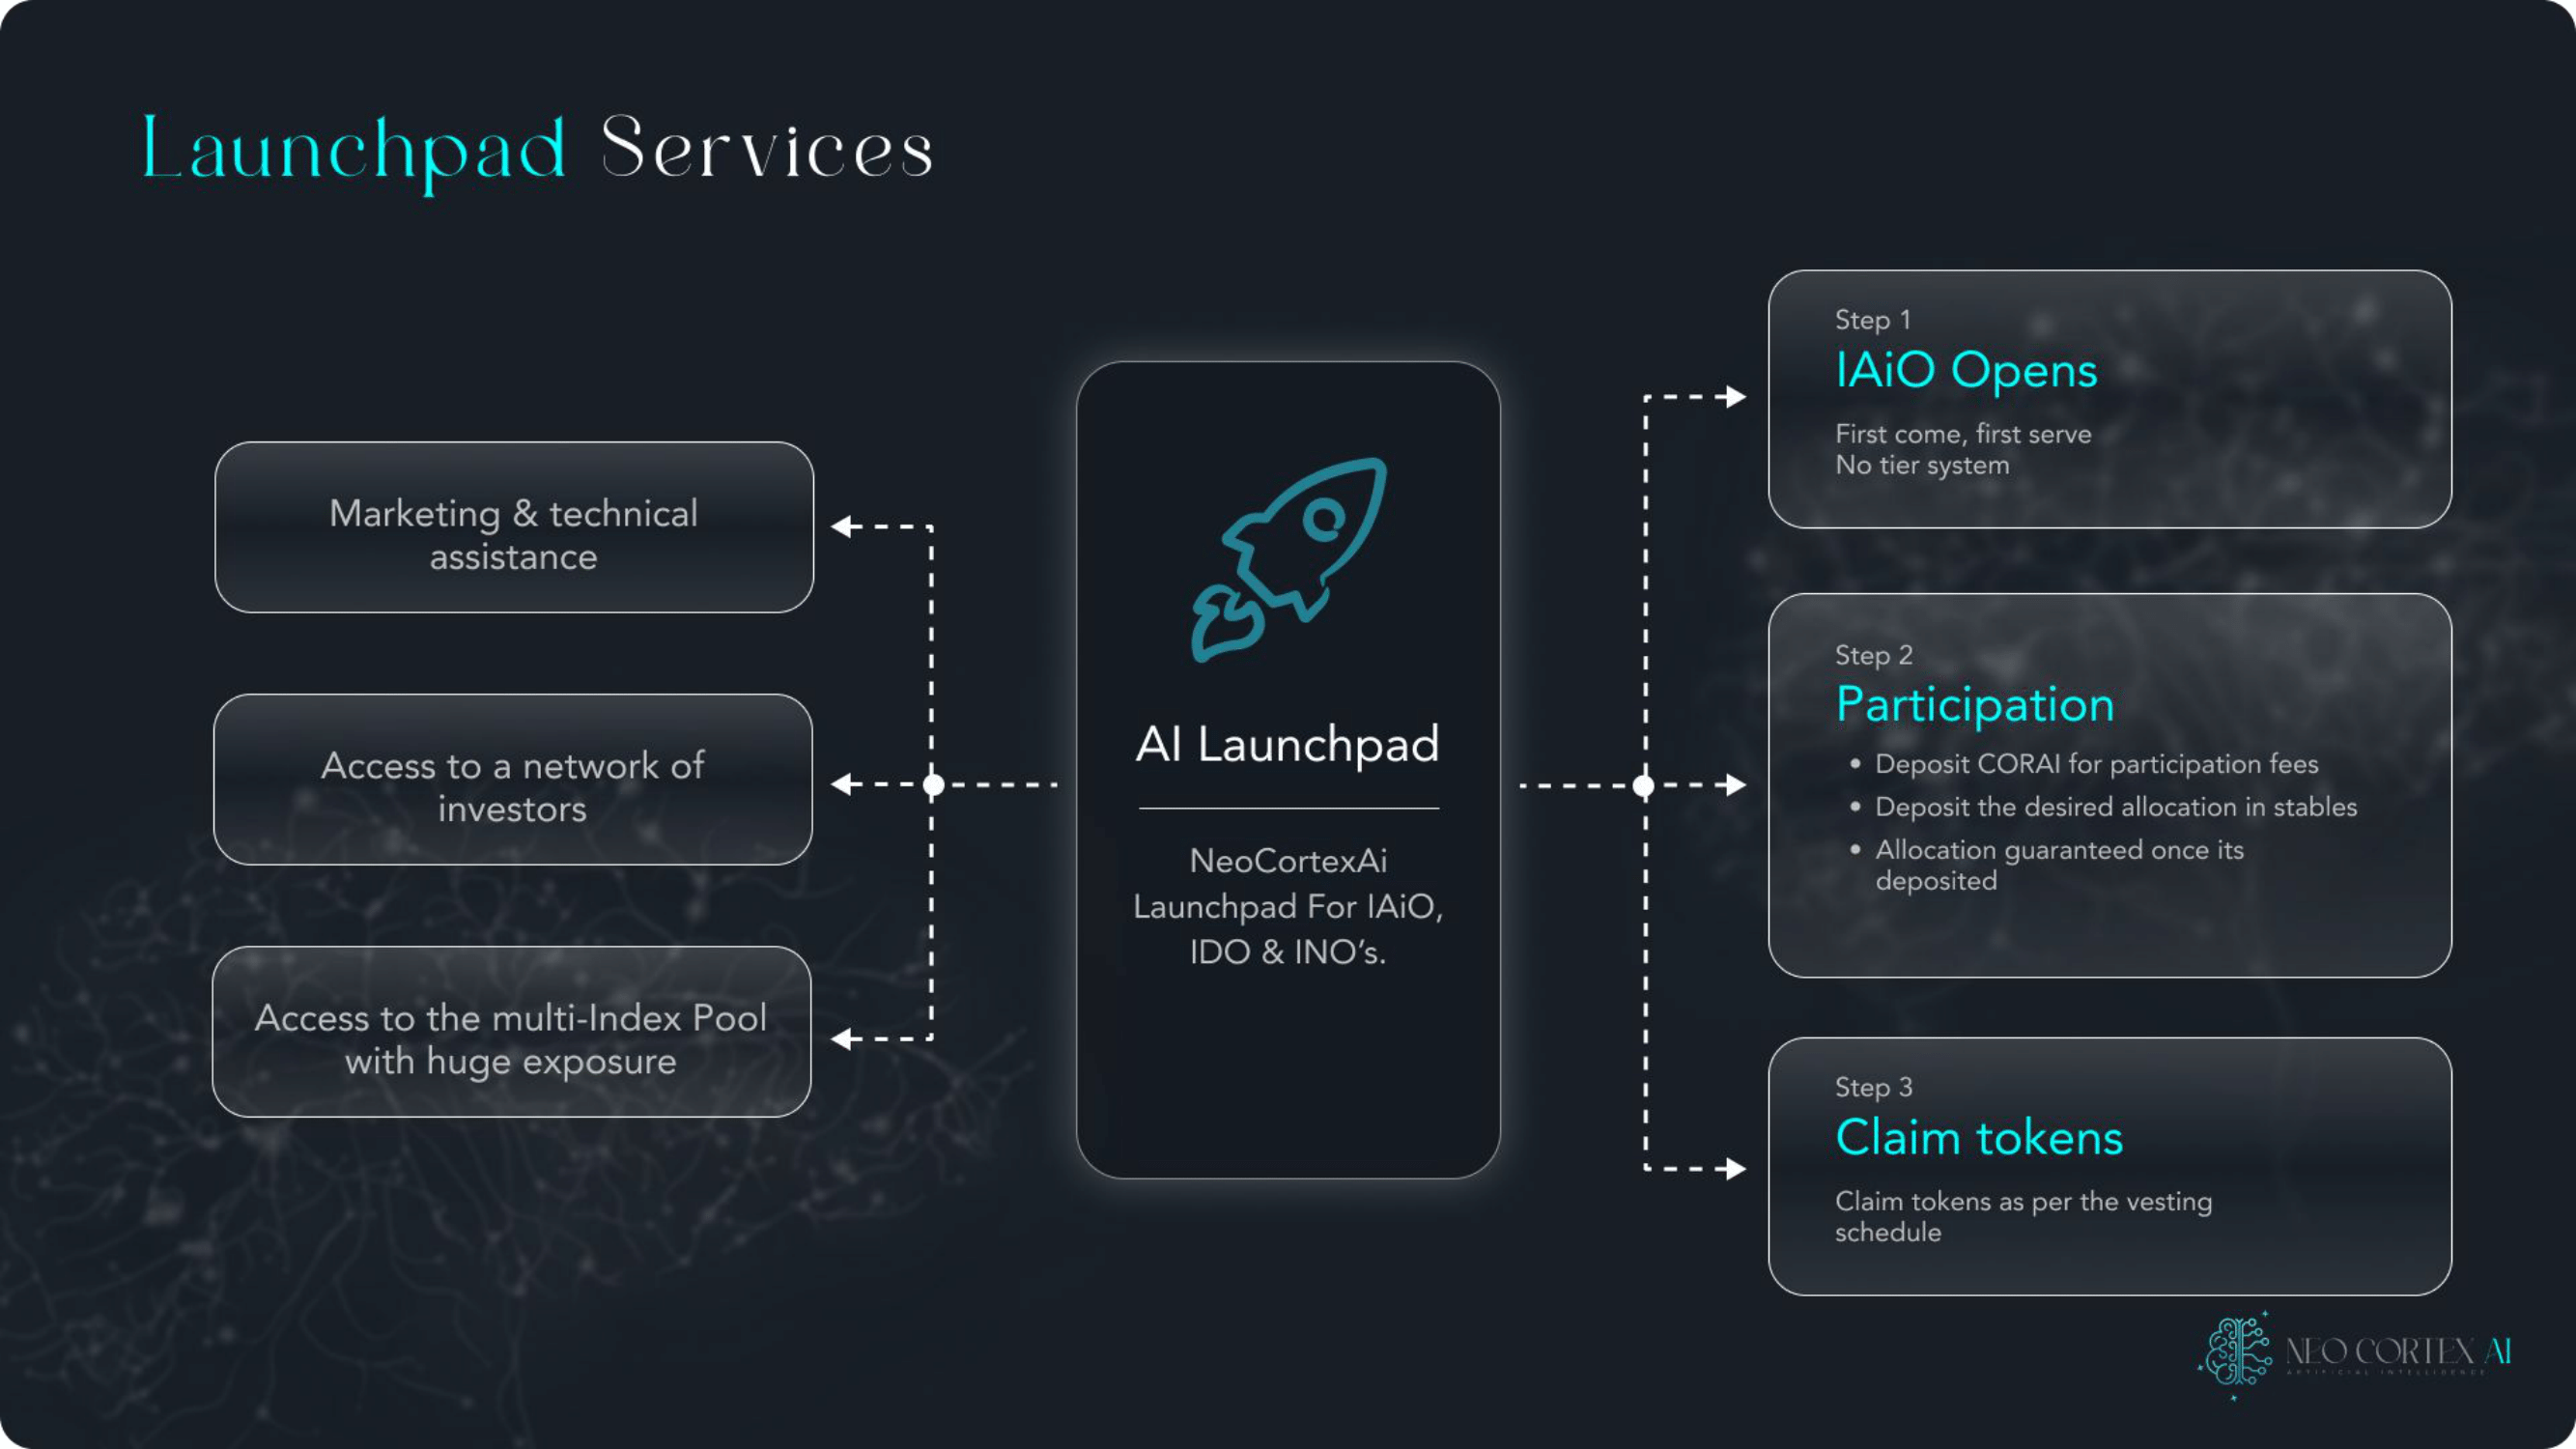 Launchpad Services
Marketing & technical
assistance
Access to a network of
investors
Access to the multi-Index Pool
with huge exposure
AI Launchpad
NeoCortexAi
Launchpad For IAiO,
IDO & INO's.
Step 1
IAiO Opens
First come, first serve
No tier system
Step 2
Participation
• Deposit CORAI for participation fees
• Deposit the desired allocation in stables
• Allocation guaranteed once its
deposited
Step 3
Claim tokens
Claim tokens as per the vesting
schedule
NEO CORTEX AI
ARTIFICIAL INTELLIGENCE